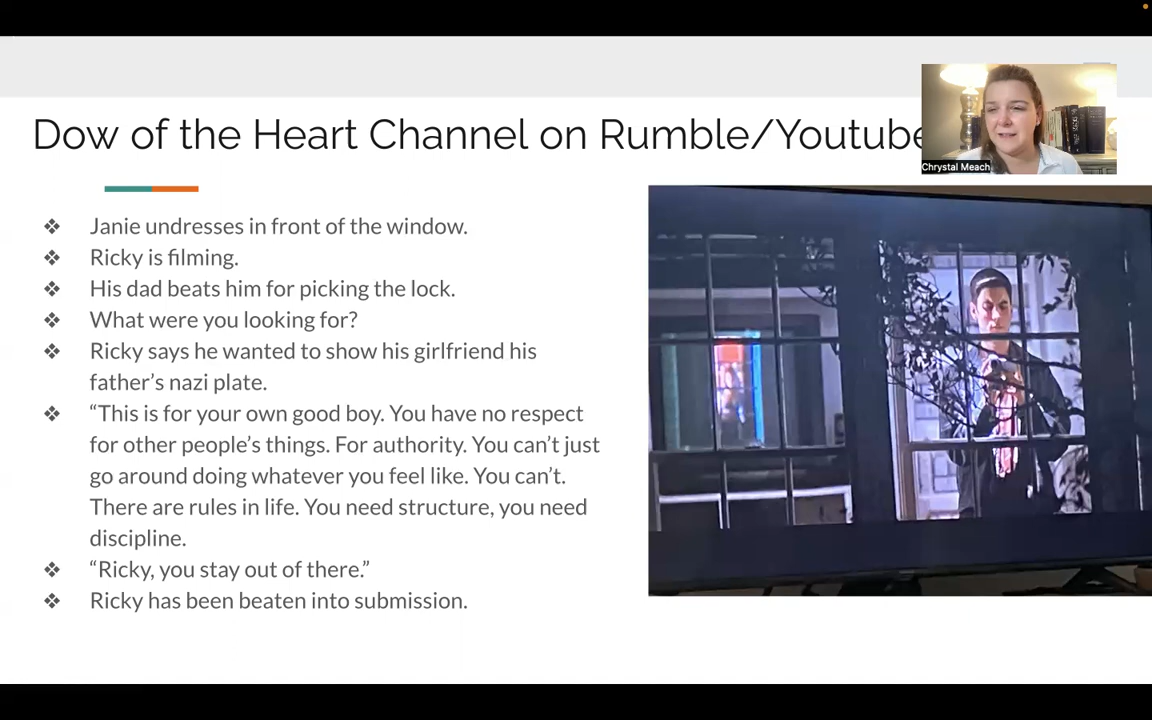 Dow of the Heart Channel on Rumble/Youtube
Chrystal Meach
❖ Janie undresses in front of the window.
❖ Ricky is filming.
❖ His dad beats him for picking the lock.
❖ What were you looking for?
❖ Ricky says he wanted to show his girlfriend his
father’s nazi plate.
❖ “This is for your own good boy. You have no respect
for other people’s things. For authority. You can’t just
go around doing whatever you feel like. You can’t.
There are rules in life. You need structure, you need
discipline.
❖ “Ricky, you stay out of there.”
❖ Ricky has been beaten into submission.